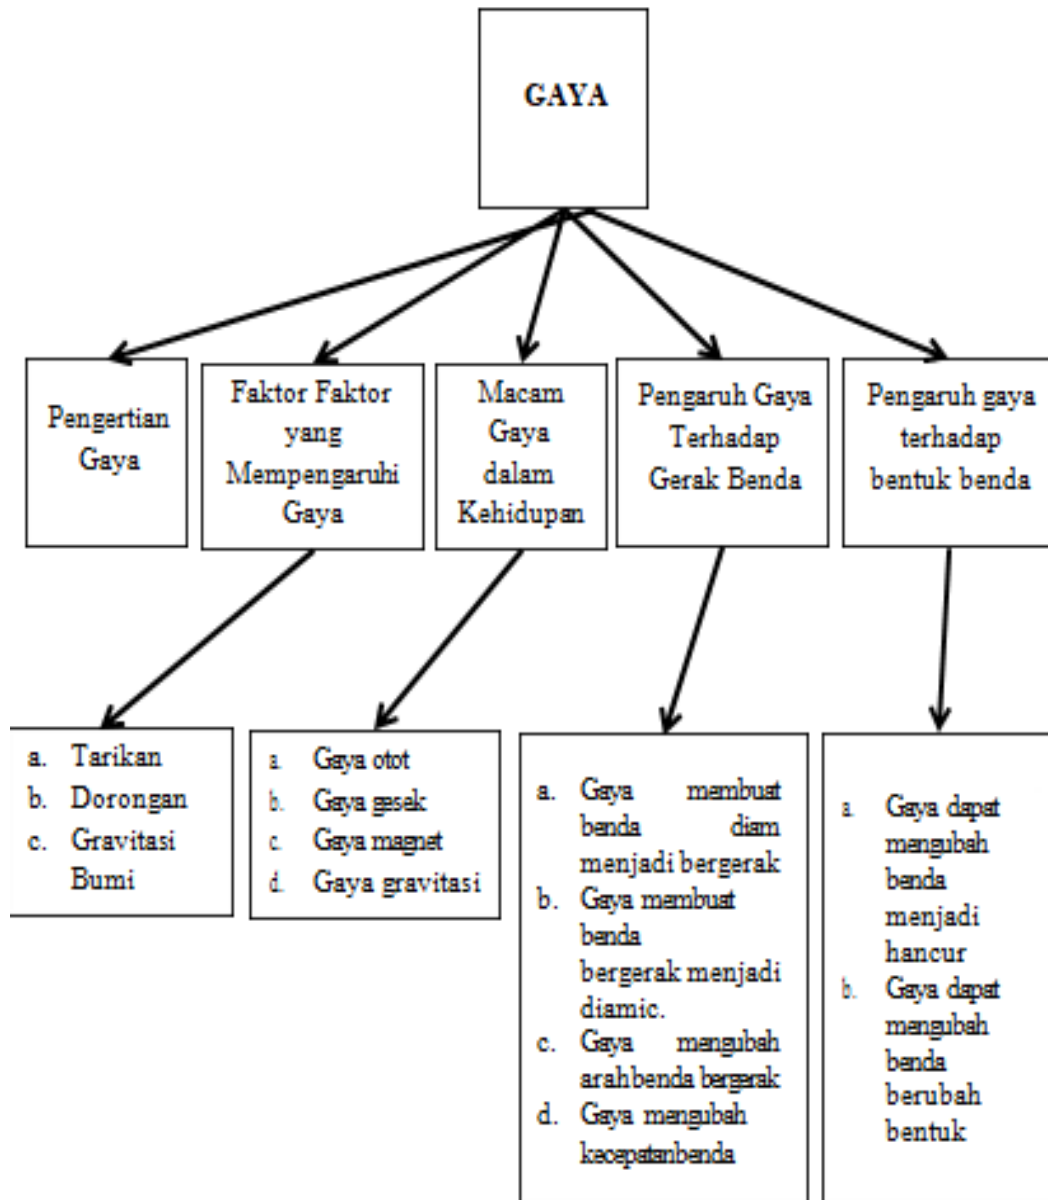 GAYA
Pengertian
Gaya
Faktor Faktor
yang
Mempengaruhi
Gaya
Macam
Gaya
dalam
Kehidupan
Pengaruh Gaya
Terhadap
Gerak Benda
Pengaruh gaya
terhadap
bentuk benda
a. Tarikan
b. Dorongan
c. Gravitasi
Bumi
a. Gaya otot
b. Gaya gesek
c. Gaya magnet
d. Gaya gravitasi
a. Gaya membuat
benda diam
menjadi bergerak
b. Gaya membuat
benda
bergerak menjadi
diamic.
c. Gaya mengubah
arahbenda bergerak
d. Gaya mengubah
kecepatanbenda
a. Gaya dapat
mengubah
benda
menjadi
hancur
b. Gaya dapat
mengubah
benda
berubah
bentuk